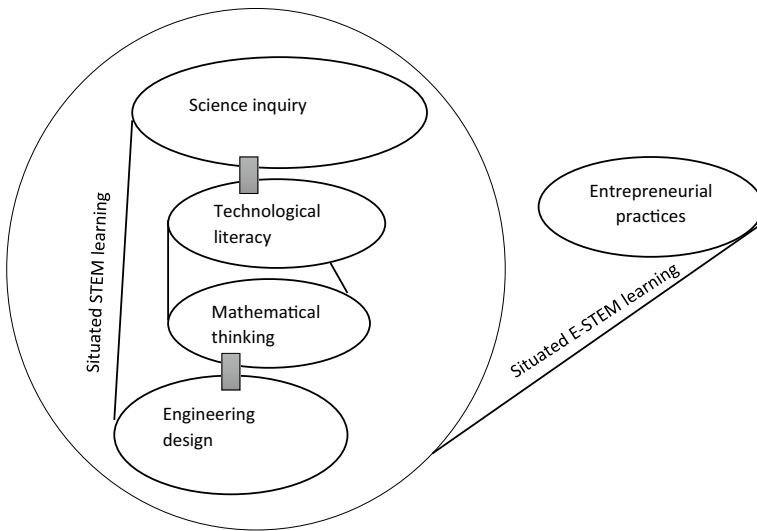 Science inquiry
Technological
literacy
Mathematical
thinking
Engineering
design
Situated STEM learning
Entrepreneurial
practices
Situated E-STEM learning